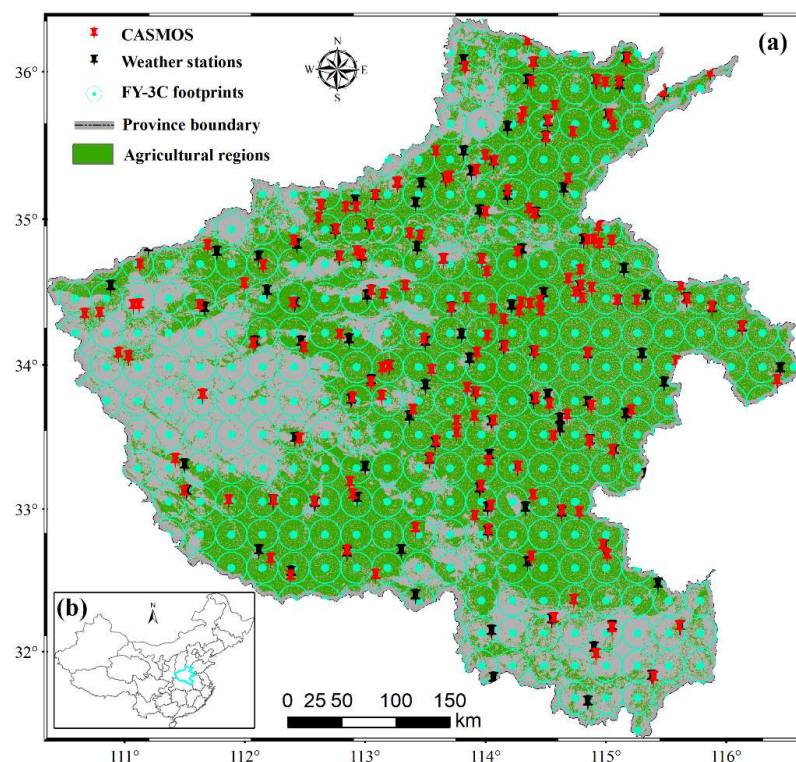 (a)
CASMOS
Weather stations
FY-3C footprints
Province boundary
Agricultural regions
N
W E
S
36°
35°
34°
33°
32°
(b)
N
0 25 50 100 150
km
111° 112° 113° 114° 115° 116°